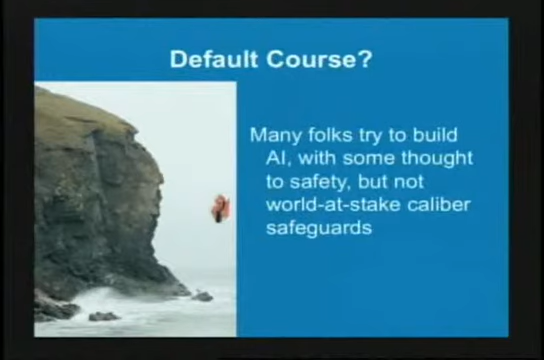 Default Course?
Many folks try to build
AI, with some thought
to safety, but not
world-at-stake caliber
safeguards